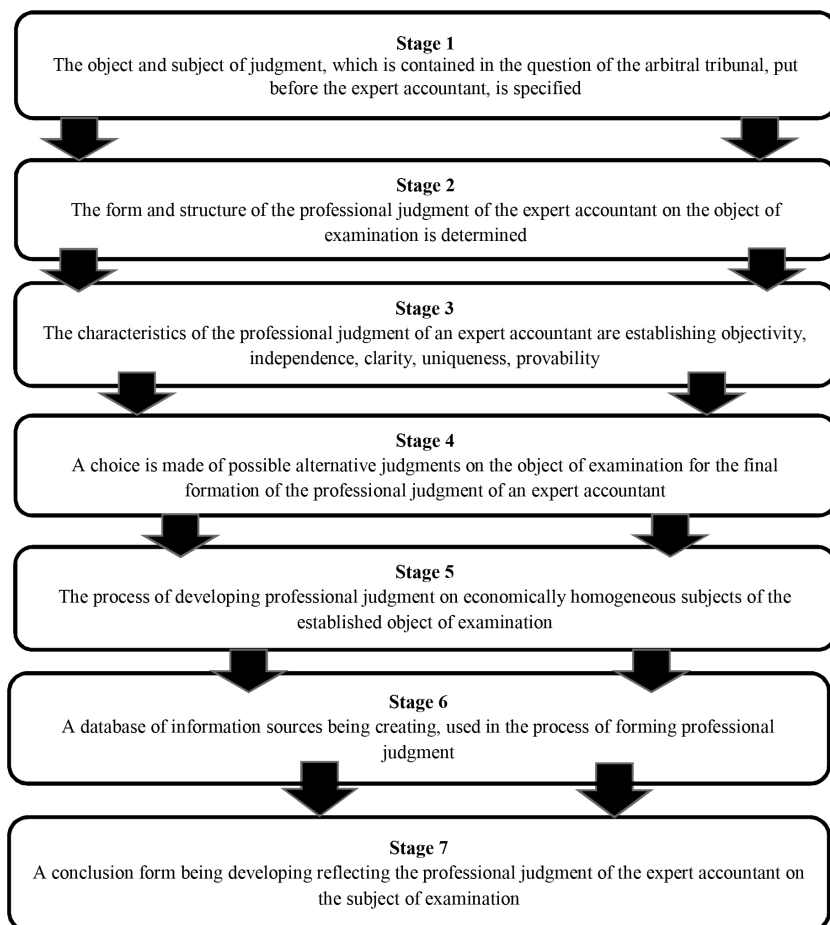 Stage 1
The object and subject of judgment, which is contained in the question of the arbitral tribunal, put
before the expert accountant, is specified
Stage 2
The form and structure of the professional judgment of the expert accountant on the object of
examination is determined
Stage 3
The characteristics of the professional judgment of an expert accountant are establishing objectivity,
independence, clarity, uniqueness, provability
Stage 4
A choice is made of possible alternative judgments on the object of examination for the final
formation of the professional judgment of an expert accountant
Stage 5
The process of developing professional judgment on economically homogeneous subjects of the
established object of examination
Stage 6
A database of information sources being creating, used in the process of forming professional
judgment
Stage 7
A conclusion form being developing reflecting the professional judgment of the expert accountant on
the subject of examination